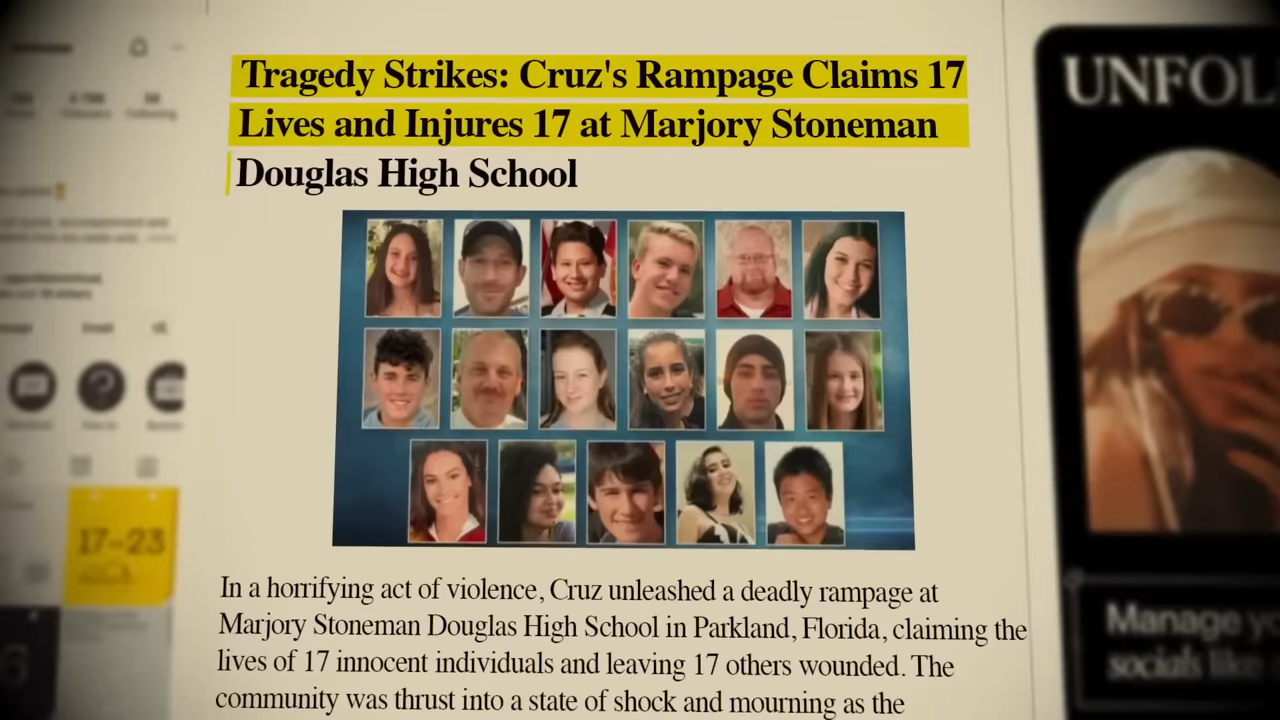 Tragedy Strikes: Cruz's Rampage Claims 17
Lives and Injures 17 at Marjory Stoneman
Douglas High School
In a horrifying act of violence, Cruz unleashed a deadly rampage at
Marjory Stoneman Douglas High School in Parkland, Florida, claiming the
lives of 17 innocent individuals and leaving 17 others wounded. The
community was thrust into a state of shock and mourning as the
17-23
UNFOL
Manage yo
socials like